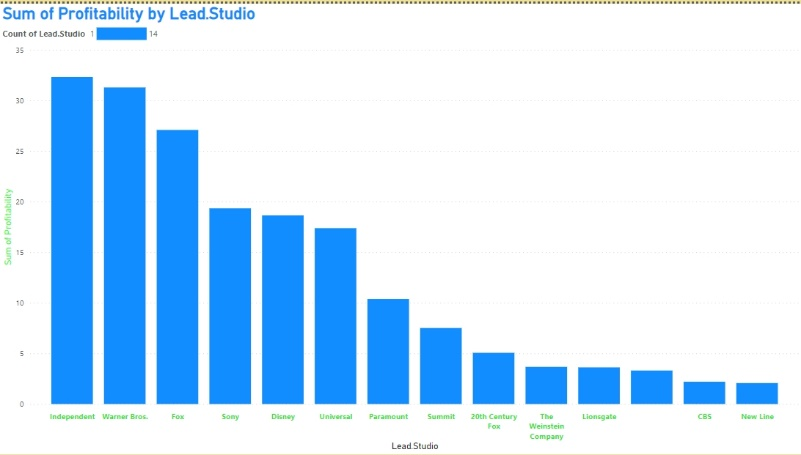 Sum of Profitability by Lead.Studio
Count of Lead.Studio 1 14
35
30
25
20
15
10
5
0
Sum of Profitability
Independent Warner Bros. Fox Sony Disney Universal Paramount Summit 20th Century Fox The Weinstein Company Lionsgate CBS New Line
Lead.Studio